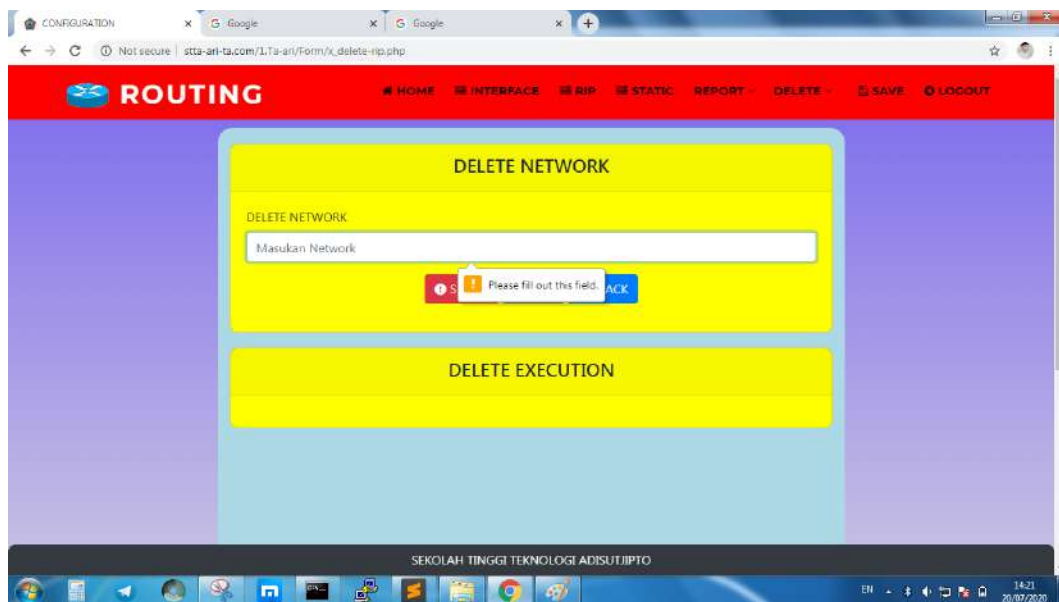 CONFIGURATION
Google
Google
Not secure | stta-ari-ta.com/1.Ta-ari/Form/x_delete-rip.php
ROUTING
HOME
INTERFACE
RIP
STATIC
REPORT
DELETE
SAVE
LOGOUT
DELETE NETWORK
DELETE NETWORK
Masukan Network
Please fill out this field.
DELETE EXECUTION
SEKOLAH TINGGI TEKNOLOGI ADISUTJIPTO
EN
14:21
20/07/2020